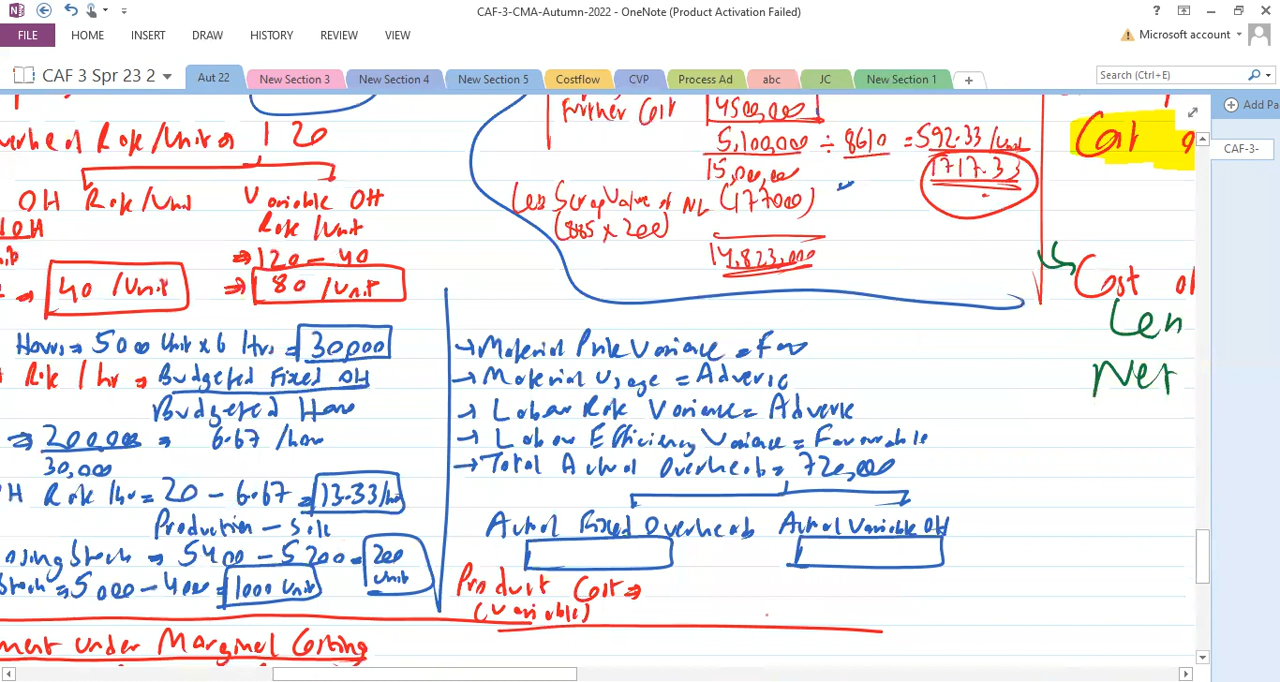 CAF-3-CMA-Autumn-2022 - OneNote (Product Activation Failed)
FILE HOME INSERT DRAW HISTORY REVIEW VIEW
Microsoft account
CAF 3 Spr 23 2
Aut 22 New Section 3 New Section 4 New Section 5 Costflow CVP Process Ad abc JC New Section 1
Search (Ctrl+E)
Add Pa
CAF-3-
Rate/Unit 120
OH Rate/Unit
Variable OH
Rate/Unit
⇒120-40
40/Unit
⇒ 80/Unit
Hours = 5000 Unit x 6 Hrs = 30000
Rate / hr ⇒ Budgeted Fixed OH
Budgeted Hour
⇒ 200000 ⇒ 6.67/hour
30,000
OH Rate/hr = 20 - 6.67 = 13.33/hr
Production - Sale
Stock ⇒ 5400 - 5200 = 200 Unit
= 5000 - 4000 = 1000 Unit
ment Under Marginal Costing
Further Cost 4500,000
5,100,000 ÷ 8610 = 592.33/Unit
1717.33
Less Scrap Value of NL (177000)
(885 x 200)
14,823,000
→ Material Price Variance = Fav
→ Material Usage = Adverse
→ Labour Rate Variance = Adverse
→ Labour Efficiency Variance = Favourable
→ Total Actual Overheads = 720,000
Actual Fixed Overheads Actual Variable OH
Product Cost ⇒
(Variable)
Cost of
Less
Net